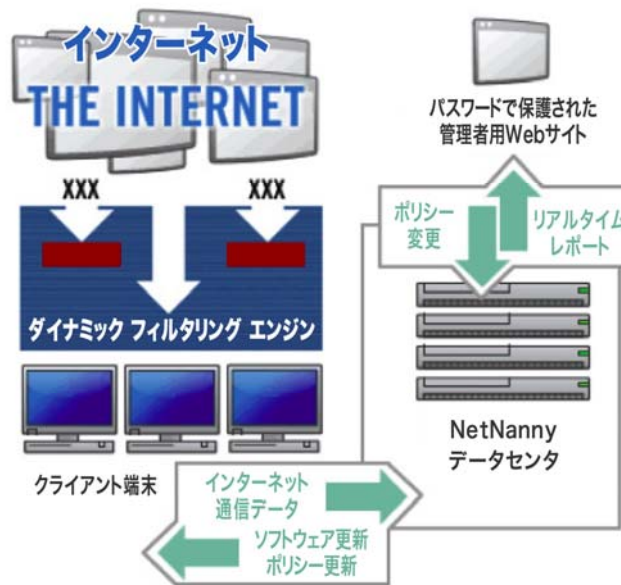 インターネット
THE INTERNET
XXX
XXX
ダイナミック フィルタリング エンジン
クライアント端末
パスワードで保護された
管理者用Webサイト
ポリシー
変更
リアルタイム
レポート
NetNanny
データセンタ
インターネット
通信データ
ソフトウェア更新
ポリシー更新